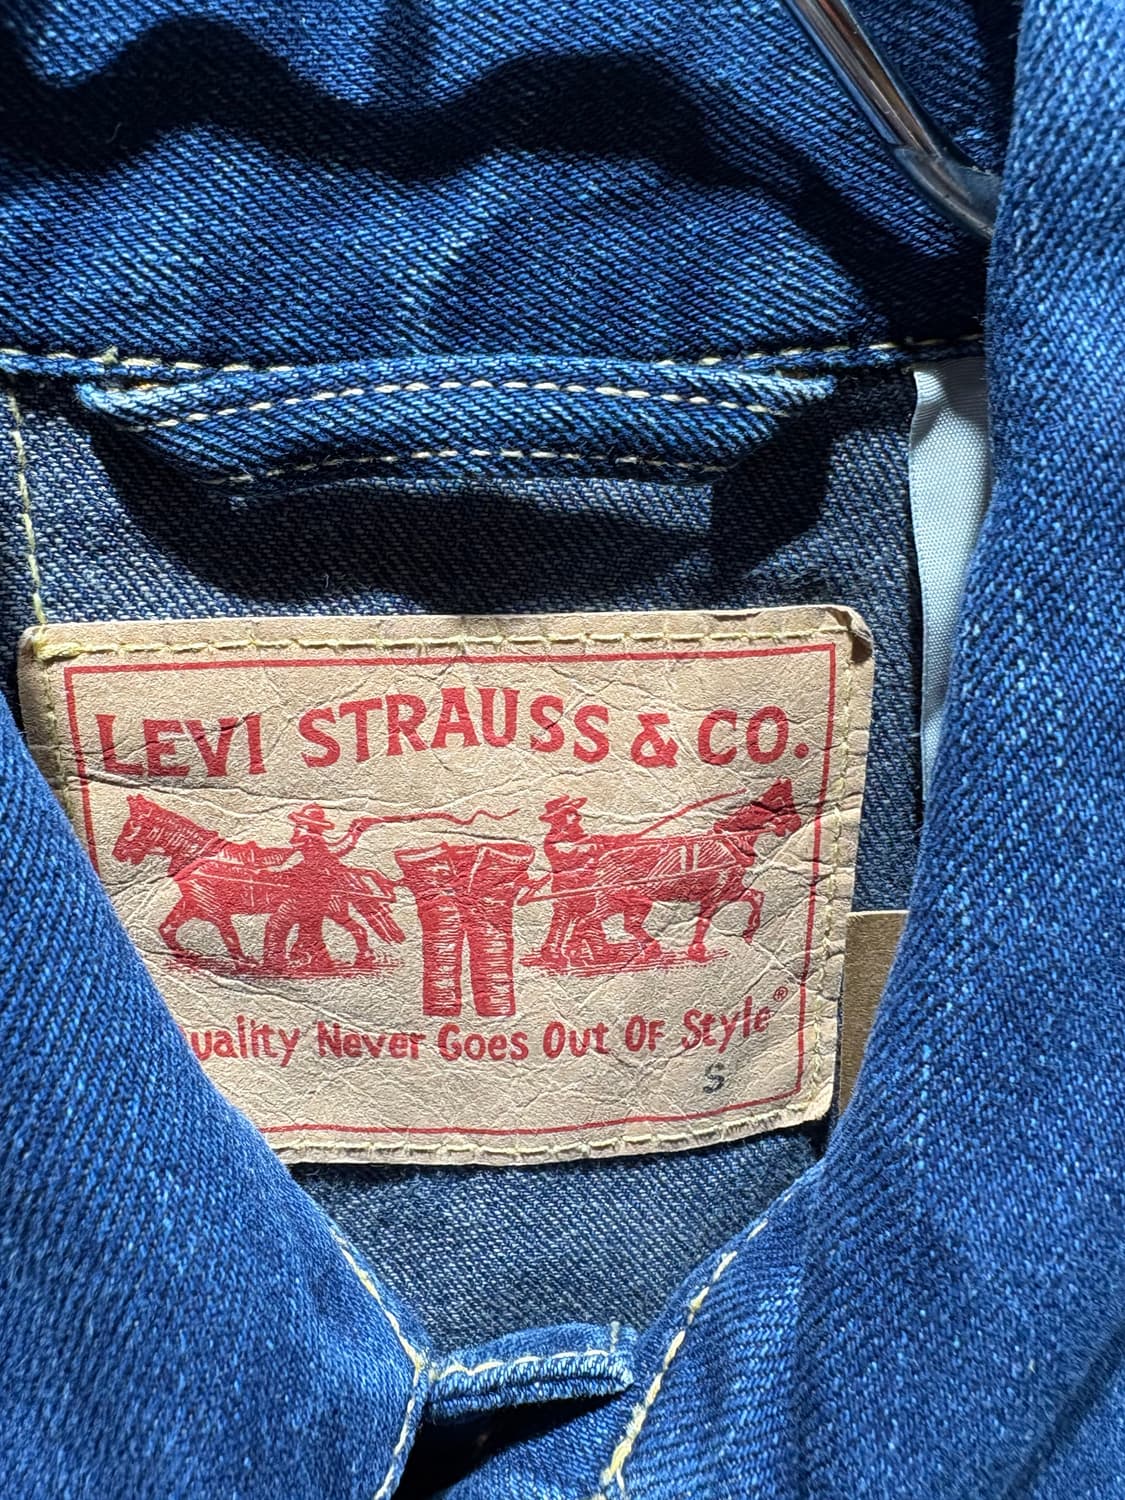 LEVI STRAUSS & CO.
uality Never Goes Out Of Style®
S